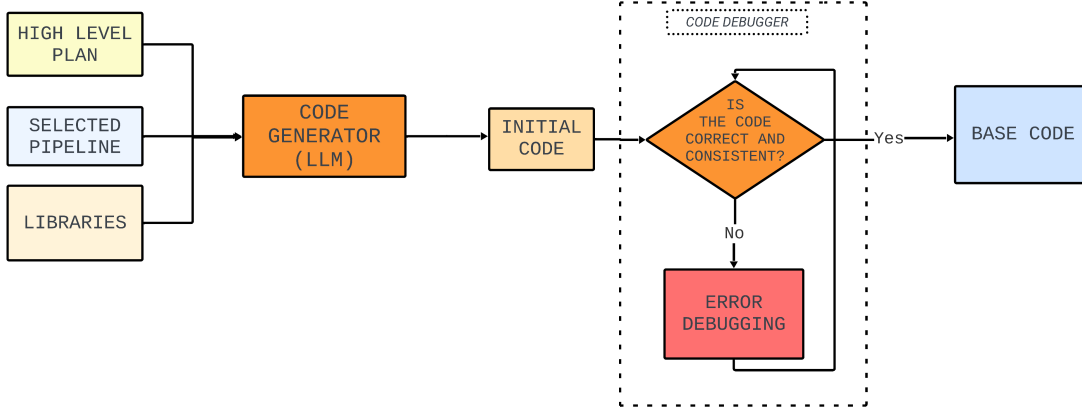 HIGH LEVEL
PLAN
SELECTED
PIPELINE
LIBRARIES
CODE
GENERATOR
(LLM)
INITIAL
CODE
CODE DEBUGGER
IS
THE CODE
CORRECT AND
CONSISTENT?
Yes
No
ERROR
DEBUGGING
BASE CODE